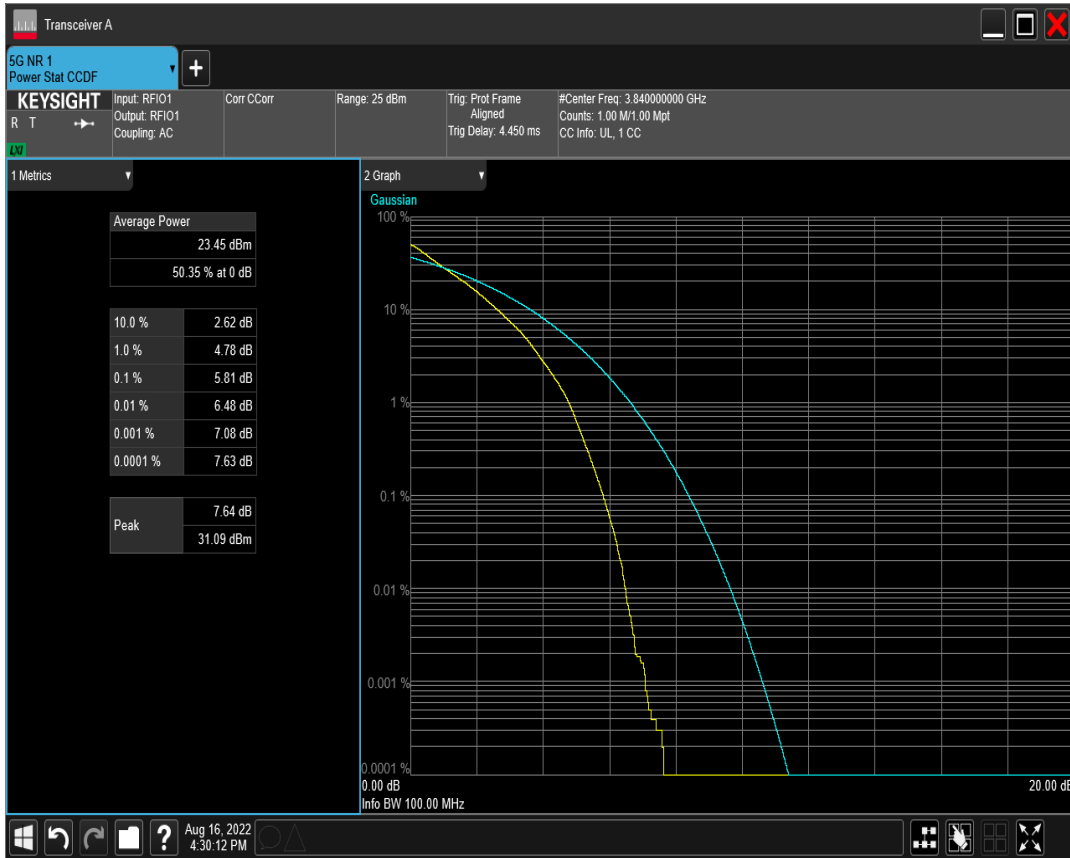 Transceiver A
5G NR 1
Power Stat CCDF
KEYSIGHT
R T
LXI
Input: RFIO1
Output: RFIO1
Coupling: AC
Corr CCorr
Range: 25 dBm
Trig: Prot Frame
Aligned
Trig Delay: 4.450 ms
#Center Freq: 3.840000000 GHz
Counts: 1.00 M/1.00 Mpt
CC Info: UL, 1 CC
1 Metrics
Average Power
23.45 dBm
50.35 % at 0 dB
10.0 % 2.62 dB
1.0 % 4.78 dB
0.1 % 5.81 dB
0.01 % 6.48 dB
0.001 % 7.08 dB
0.0001 % 7.63 dB
Peak
7.64 dB
31.09 dBm
2 Graph
Gaussian
100 %
10 %
1 %
0.1 %
0.01 %
0.001 %
0.0001 %
0.00 dB 20.00 dB
Info BW 100.00 MHz
?
Aug 16, 2022
4:30:12 PM